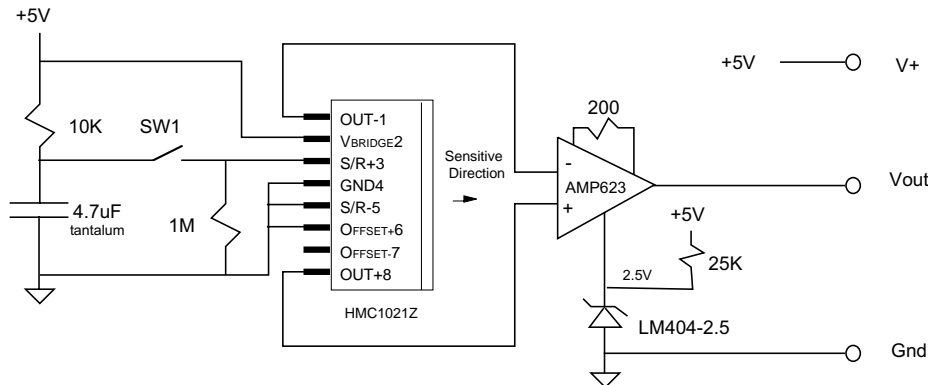 +5V
10K
SW1
4.7uF
tantalum
1M
OUT-1
VBRIDGE2
S/R+3
GND4
S/R-5
OFFSET+6
OFFSET-7
OUT+8
HMC1021Z
Sensitive
Direction
200
-
AMP623
+
+5V
25K
2.5V
LM404-2.5
+5V
V+
Vout
Gnd